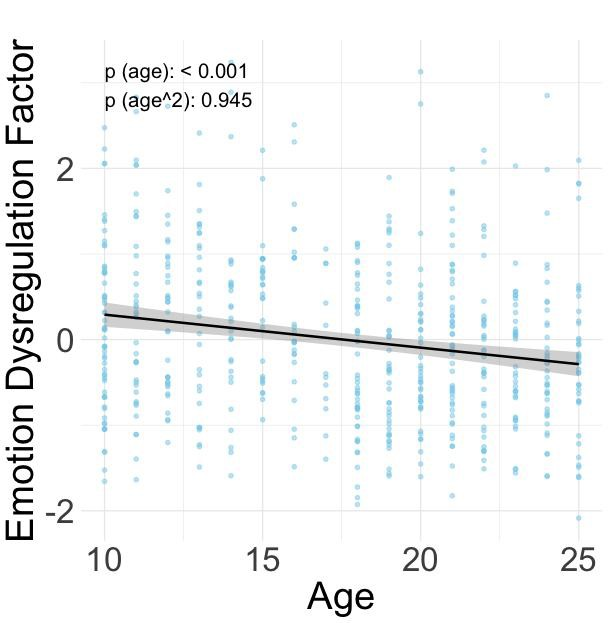 p (age): < 0.001
p (age^2): 0.945
Emotion Dysregulation Factor
2
0
-2
10 15 20 25
Age